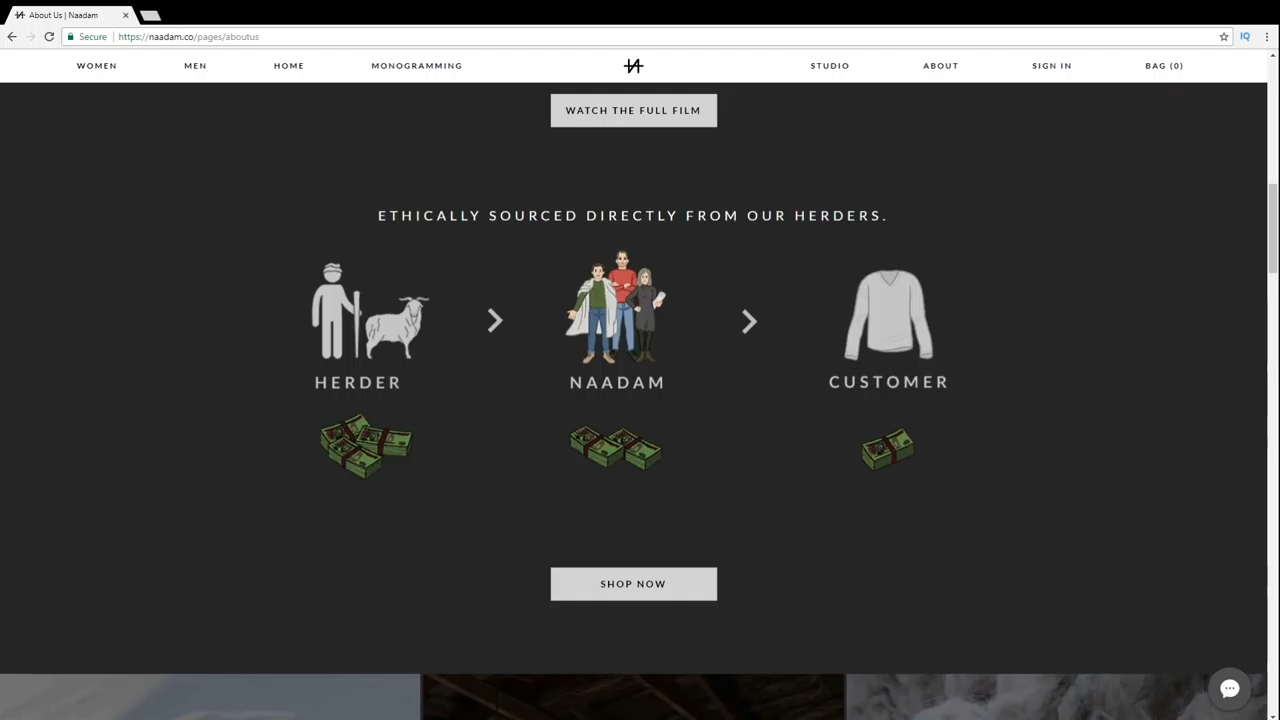 About Us | Naadam
Secure
https://naadam.co/pages/aboutus
IQ
WOMEN MEN HOME MONOGRAMMING STUDIO ABOUT SIGN IN BAG (0)
WATCH THE FULL FILM
ETHICALLY SOURCED DIRECTLY FROM OUR HERDERS.
HERDER NAADAM CUSTOMER
SHOP NOW